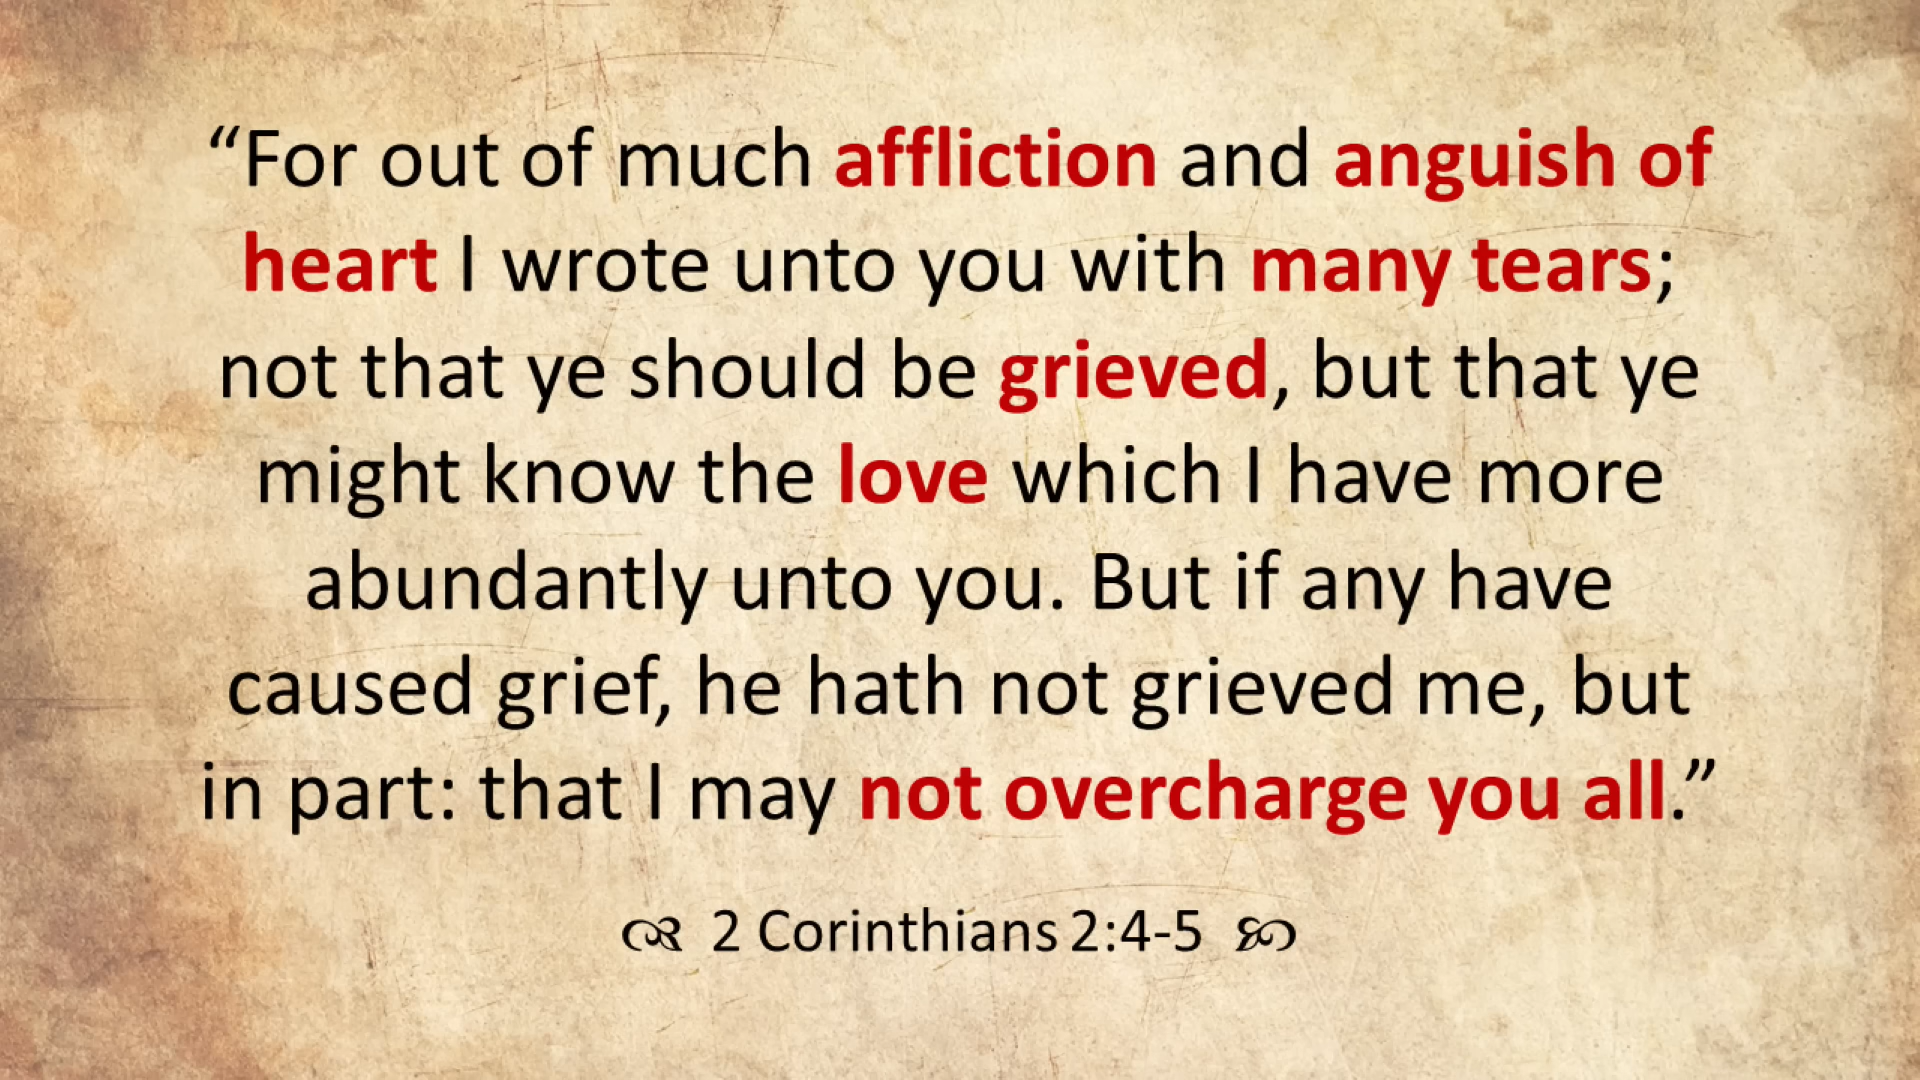 “For out of much affliction and anguish of
heart I wrote unto you with many tears;
not that ye should be grieved, but that ye
might know the love which I have more
abundantly unto you. But if any have
caused grief, he hath not grieved me, but
in part: that I may not overcharge you all.”
2 Corinthians 2:4-5